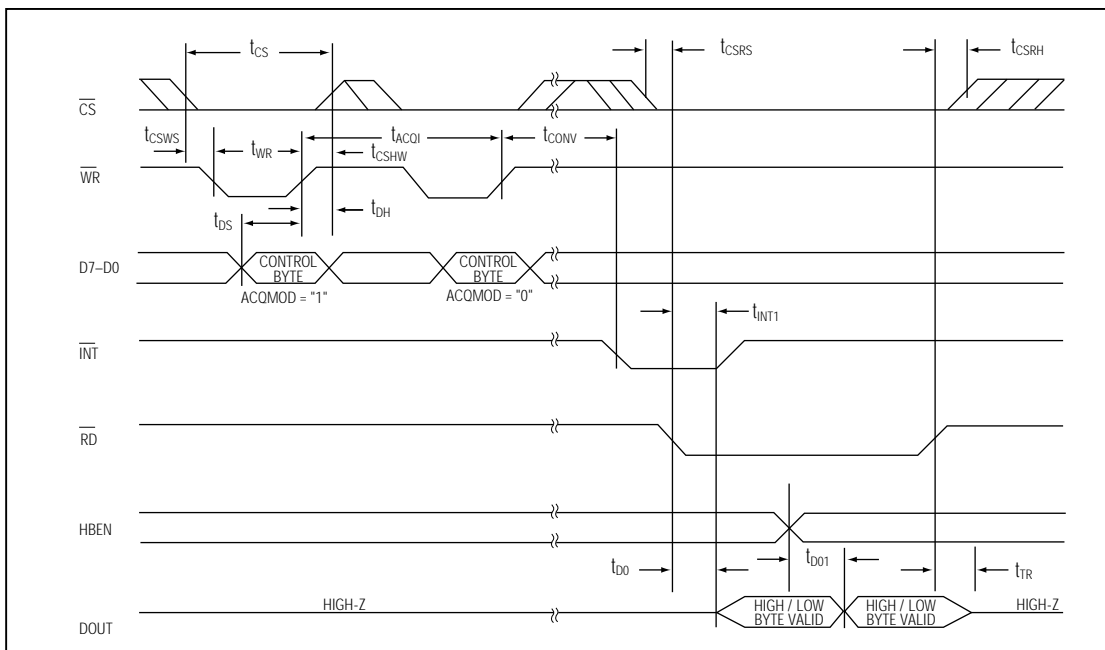 tCS
tCSRS
tCSRH
CS
tCSWS
tWR
tACQI
tCSHW
tCONV
WR
tDS
tDH
D7–D0
CONTROL
BYTE
ACQMOD = "1"
CONTROL
BYTE
ACQMOD = "0"
tINT1
INT
RD
HBEN
tD0
tD01
tTR
DOUT
HIGH-Z
HIGH / LOW
BYTE VALID
HIGH / LOW
BYTE VALID
HIGH-Z